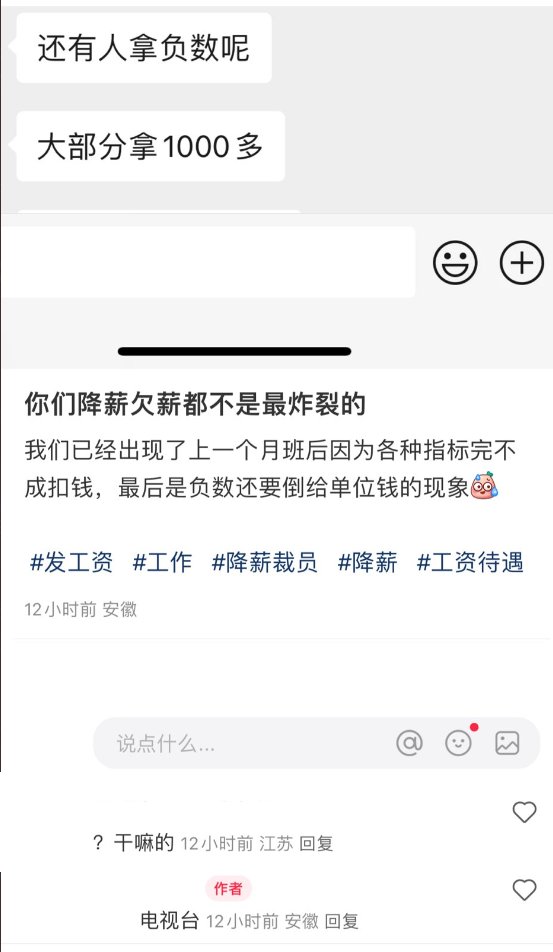 还有人拿负数呢
大部分拿1000多
你们降薪欠薪都不是最炸裂的
我们已经出现了上一个月班后因为各种指标完不
成扣钱，最后是负数还要倒给单位钱的现象
#发工资 #工作 #降薪裁员 #降薪 #工资待遇
12小时前 安徽
说点什么...
？干嘛的 12小时前 江苏 回复
作者
电视台 12小时前 安徽 回复